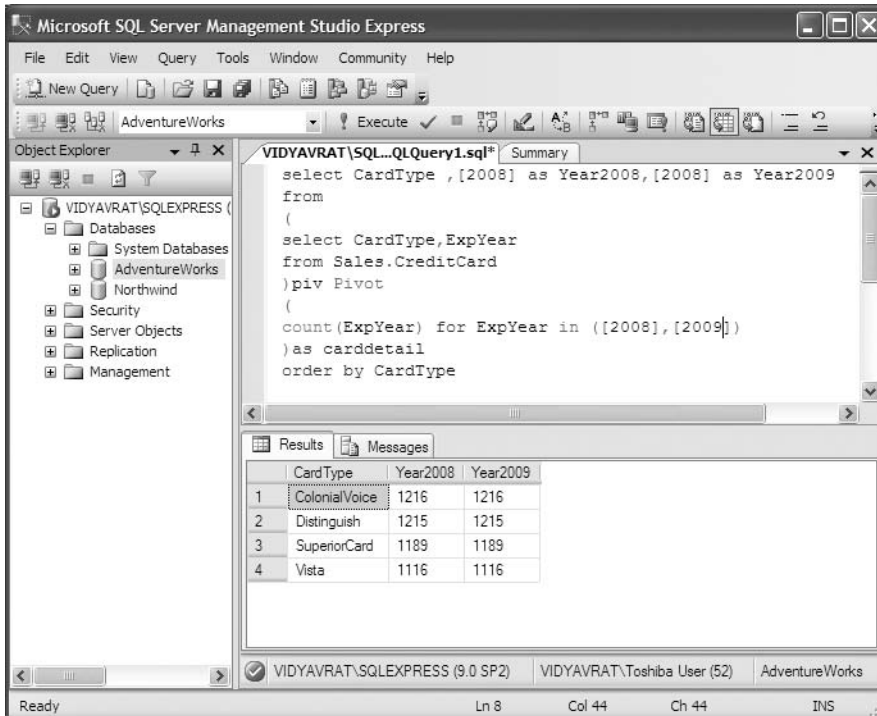 Microsoft SQL Server Management Studio Express
File Edit View Query Tools Window Community Help
New Query
AdventureWorks Execute
Object Explorer
VIDYAVRAT\SQL...QLQuery1.sql* Summary
VIDYAVRAT\SQLEXPRESS (
Databases
System Databases
AdventureWorks
Northwind
Security
Server Objects
Replication
Management
select CardType ,[2008] as Year2008,[2008] as Year2009
from
(
select CardType,ExpYear
from Sales.CreditCard
)piv Pivot
(
count(ExpYear) for ExpYear in ([2008],[2009])
)as carddetail
order by CardType
Results Messages
CardType Year2008 Year2009
1 ColonialVoice 1216 1216
2 Distinguish 1215 1215
3 SuperiorCard 1189 1189
4 Vista 1116 1116
VIDYAVRAT\SQLEXPRESS (9.0 SP2) VIDYAVRAT\Toshiba User (52) AdventureWorks
Ready Ln 8 Col 44 Ch 44 INS